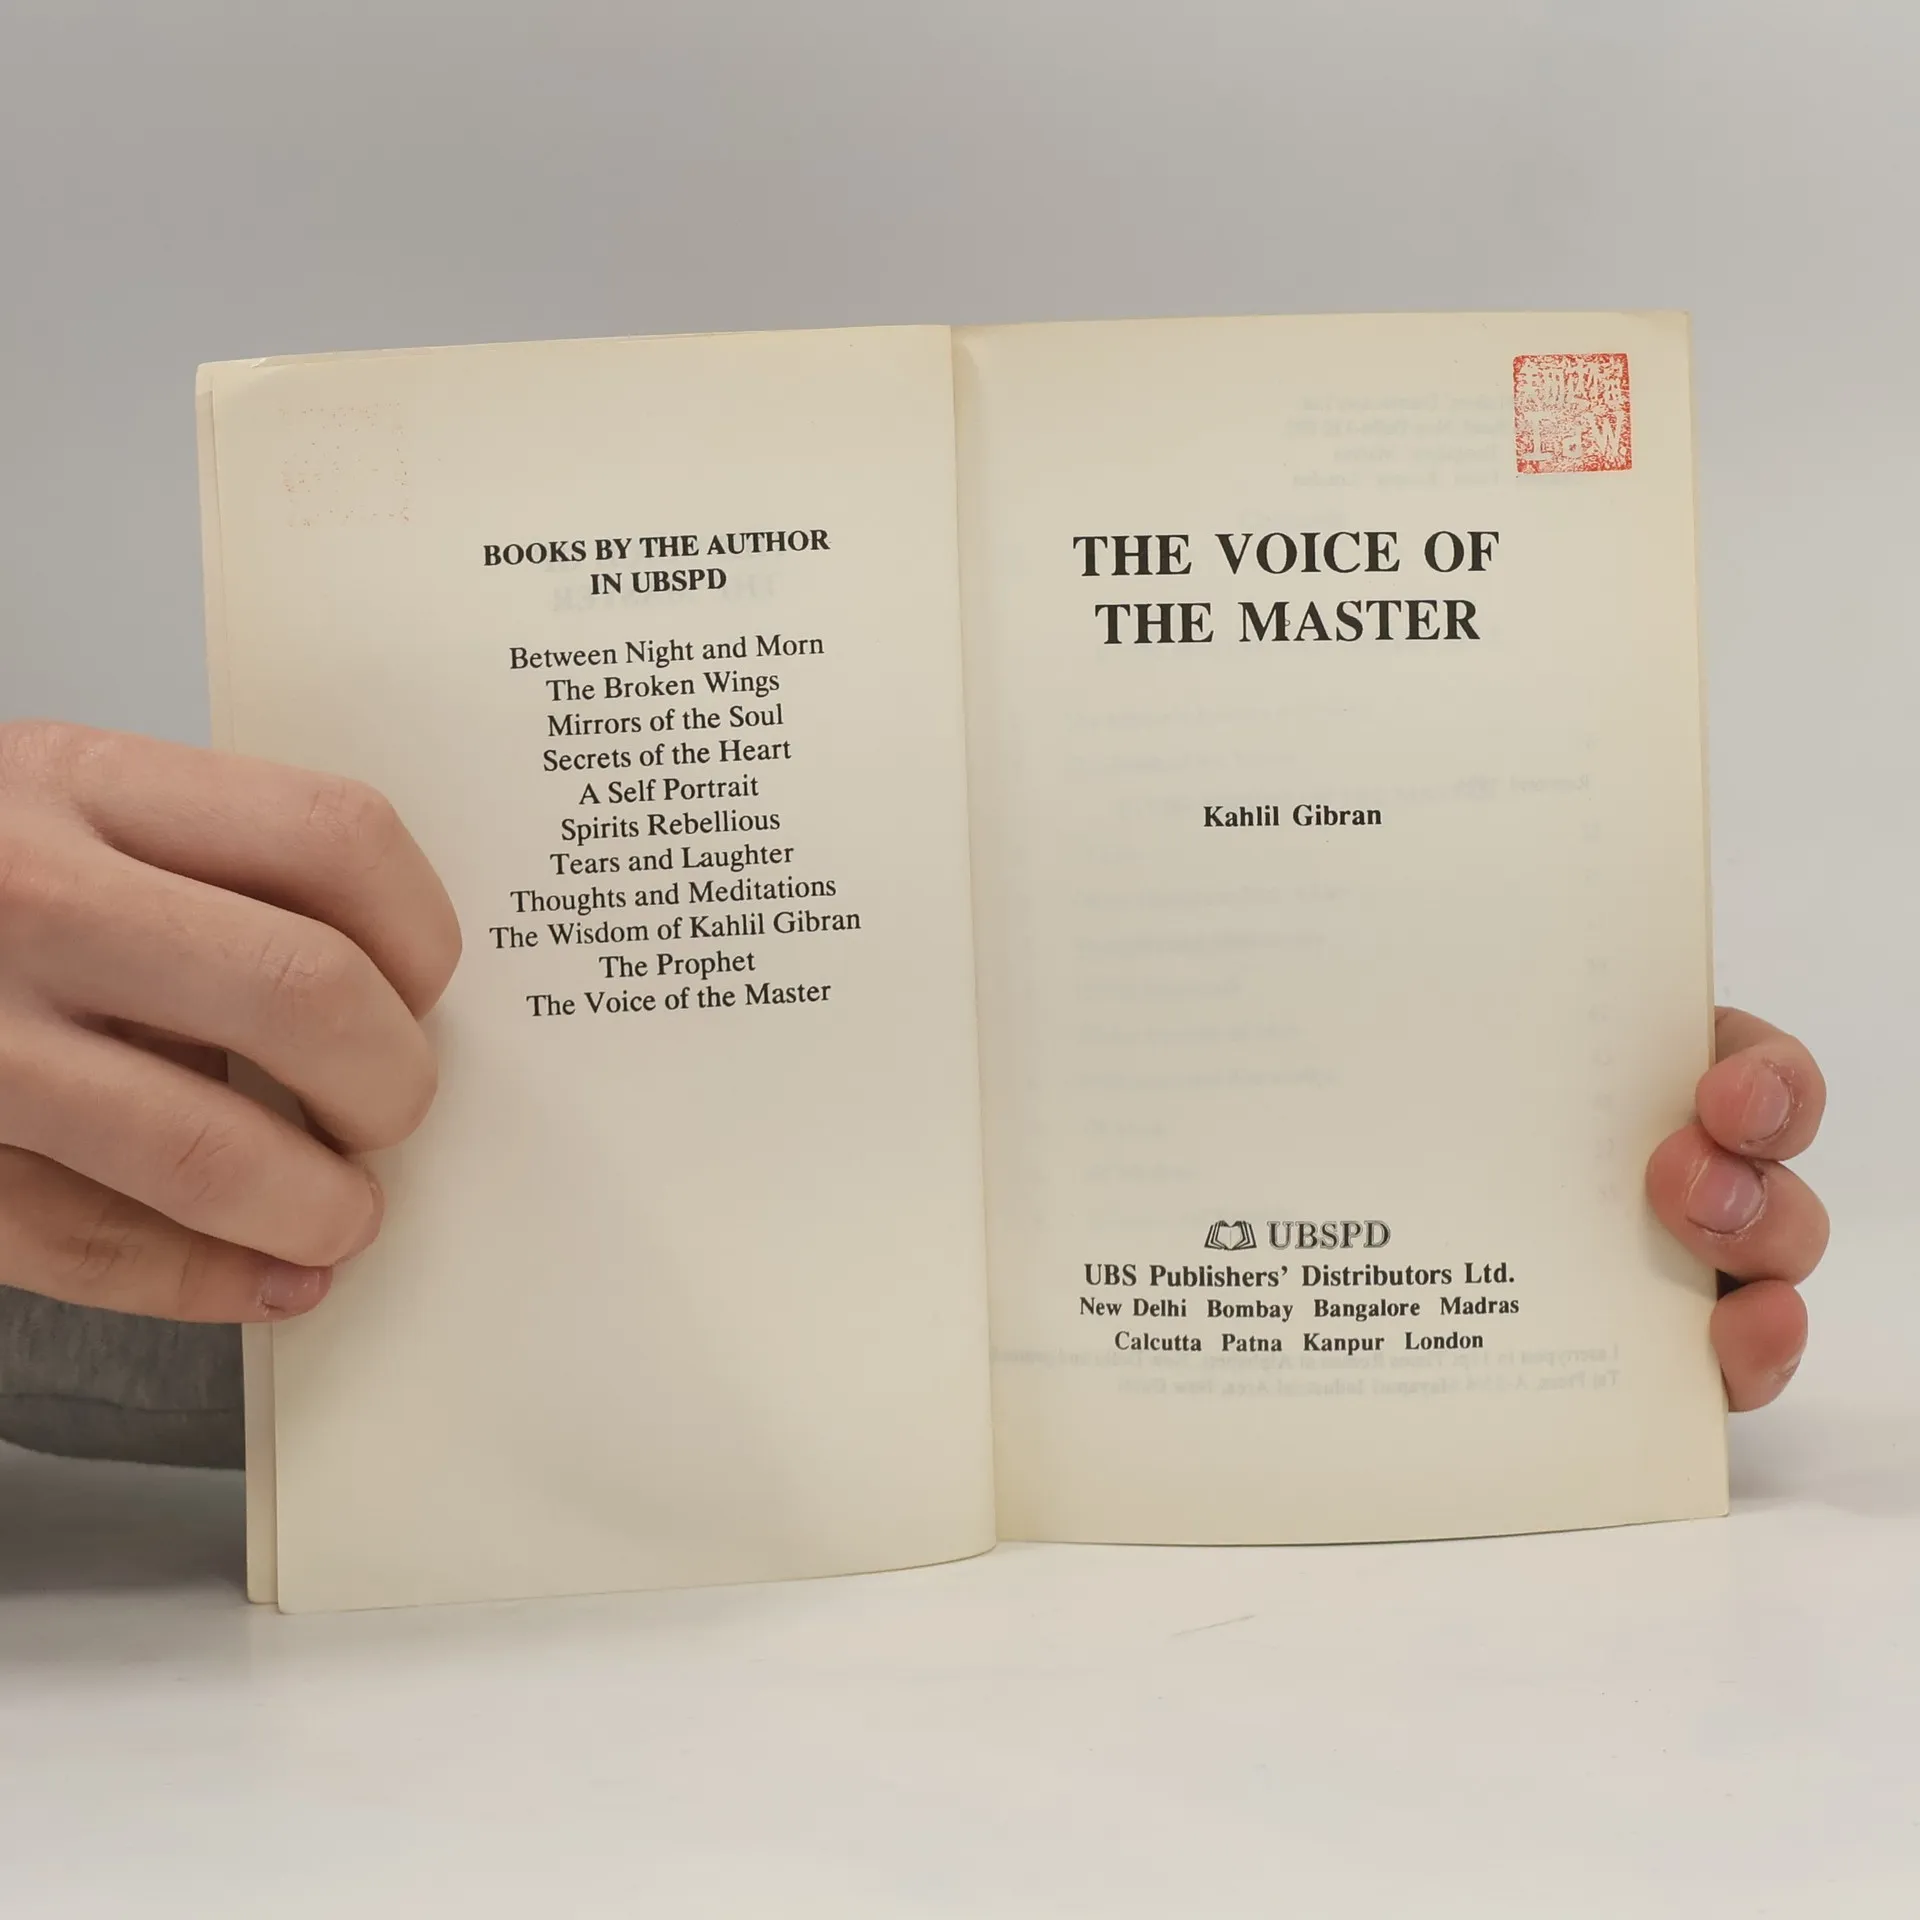 BOOKS BY THE AUTHOR
IN UBSPD
Between Night and Morn
The Broken Wings
Mirrors of the Soul
Secrets of the Heart
A Self Portrait
Spirits Rebellious
Tears and Laughter
Thoughts and Meditations
The Wisdom of Kahlil Gibran
The Prophet
The Voice of the Master
THE VOICE OF
THE MASTER
Kahlil Gibran
UBSPD
UBS Publishers' Distributors Ltd.
New Delhi Bombay Bangalore Madras
Calcutta Patna Kanpur London